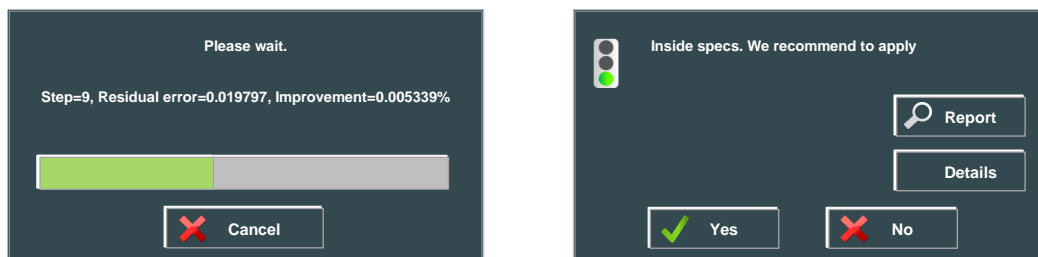 Please wait.
Step=9, Residual error=0.019797, Improvement=0.005339%
Cancel
Inside specs. We recommend to apply
Report
Details
Yes
No